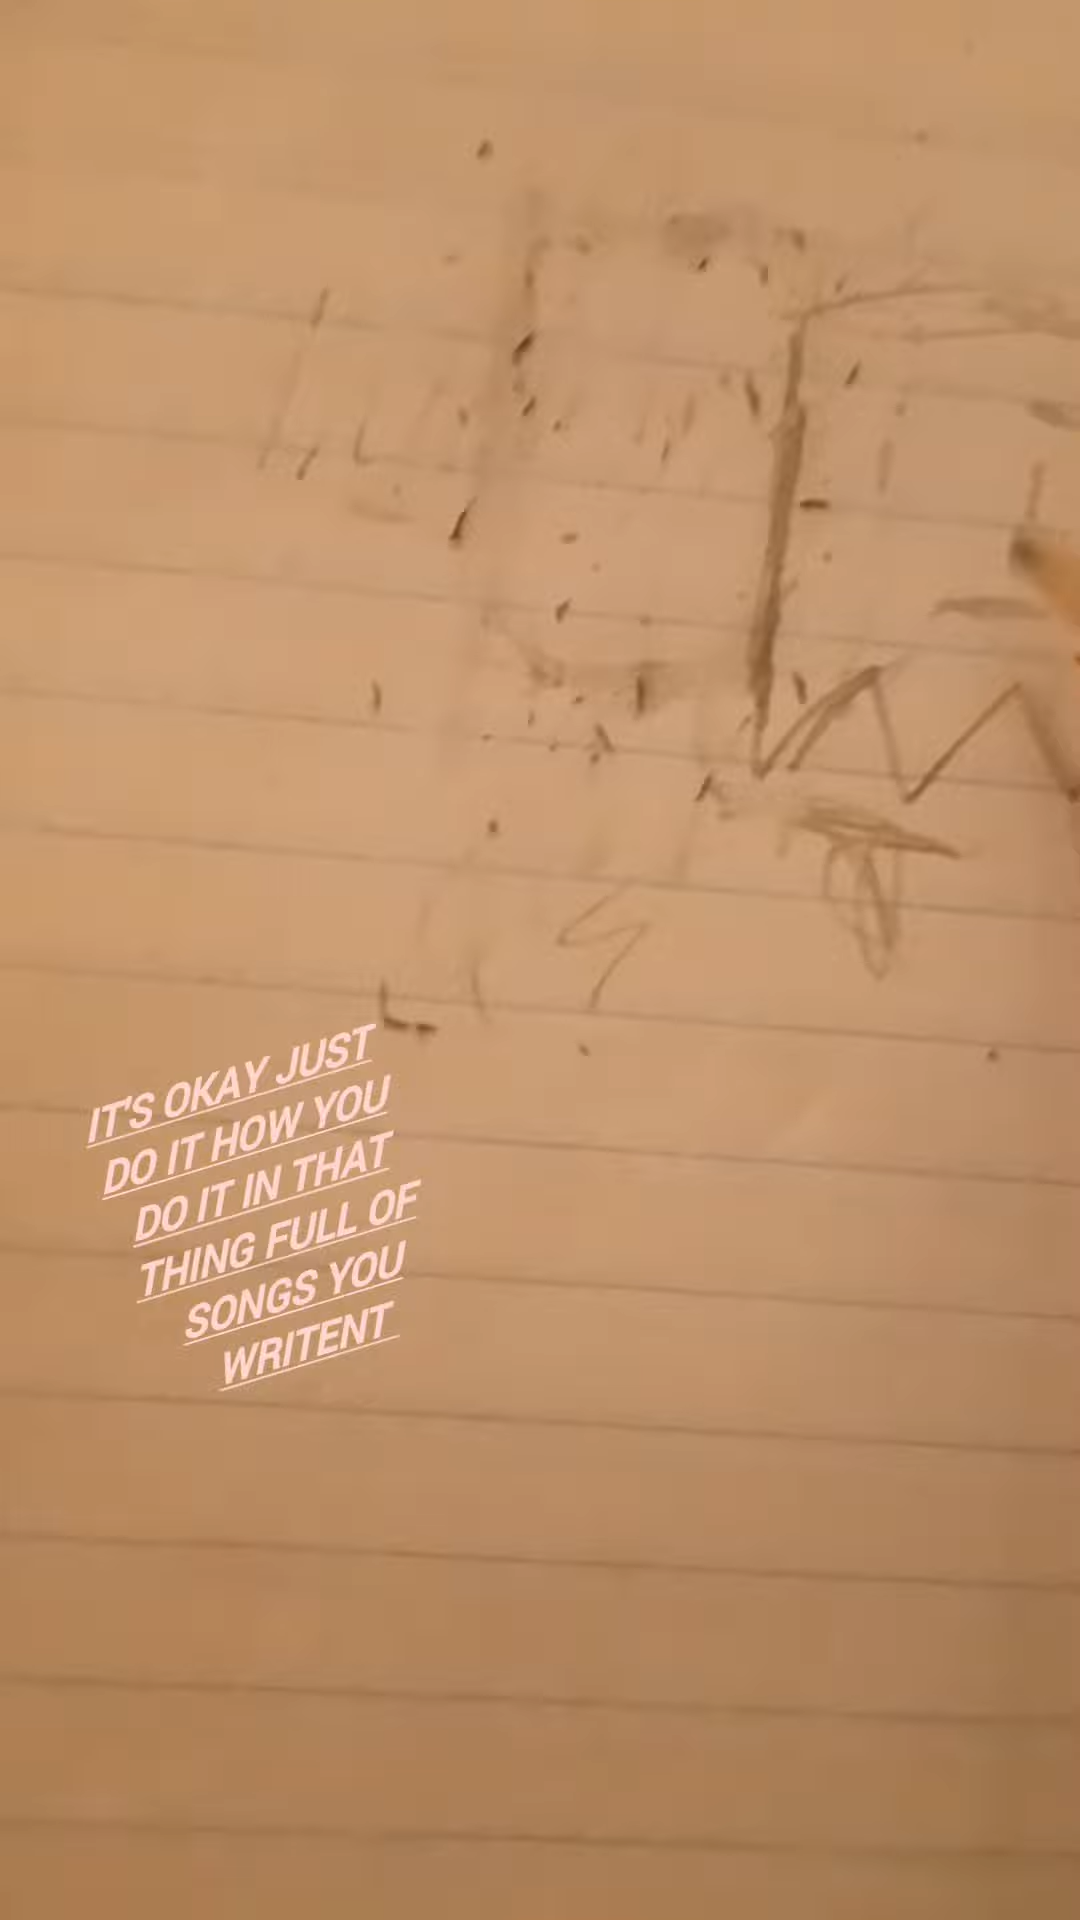 IT'S OKAY JUST
DO IT HOW YOU
DO IT IN THAT
THING FULL OF
SONGS YOU
WRITENT